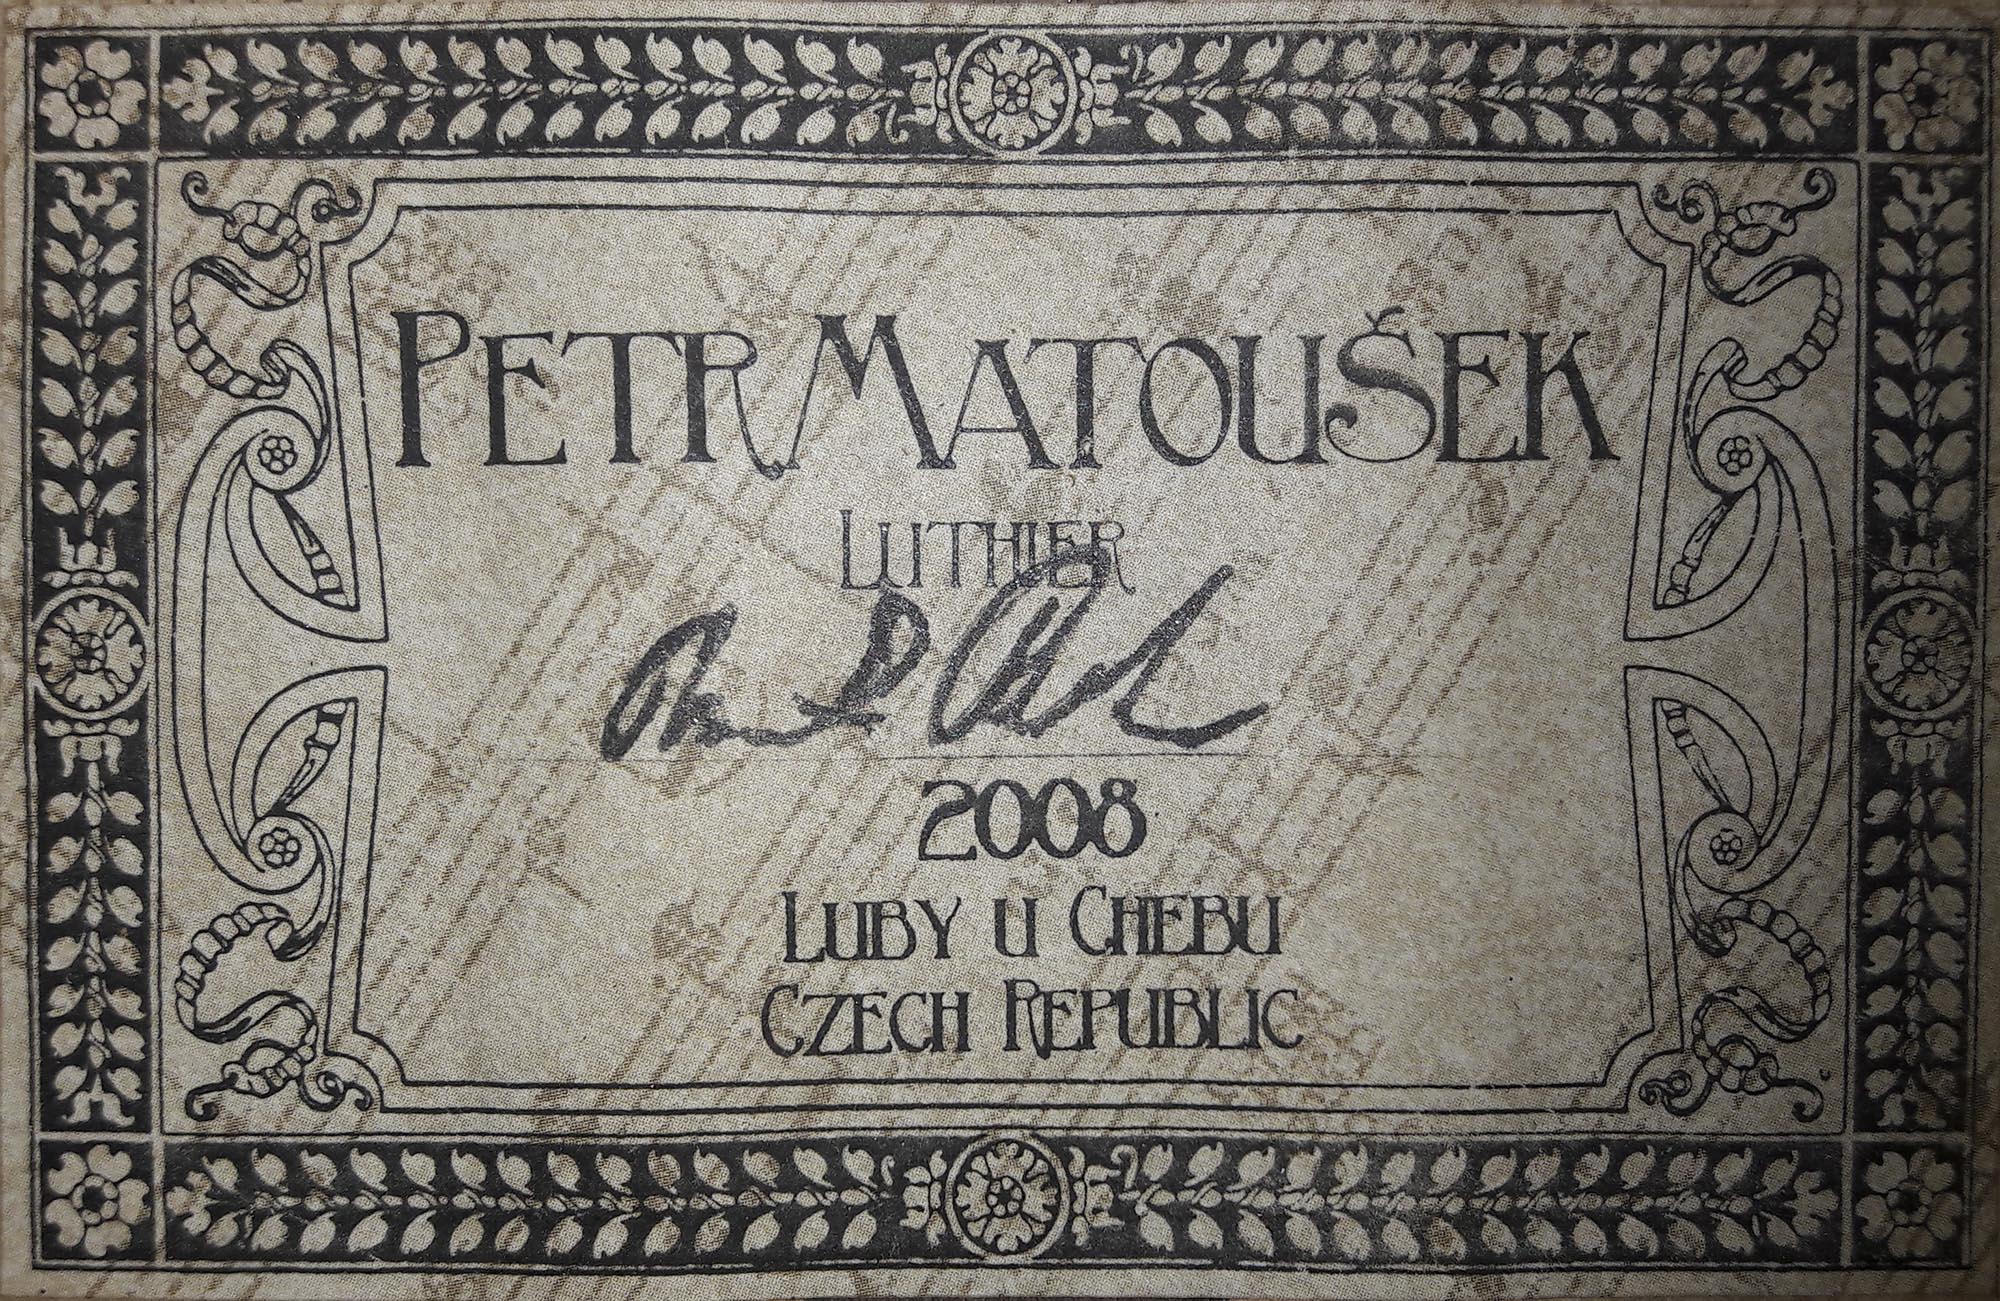 PETR MATOUŠEK
LUTHIER
2008
LUBY U CHEBU
CZECH REPUBLIC